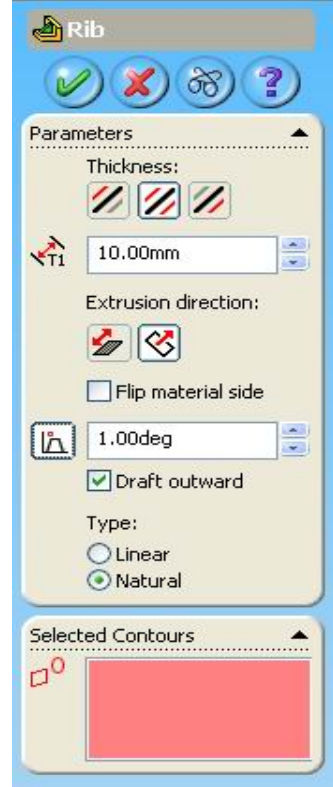 Rib
?
Parameters
Thickness:
T1
10.00mm
Extrusion direction:
Flip material side
1.00deg
Draft outward
Type:
Linear
Natural
Selected Contours